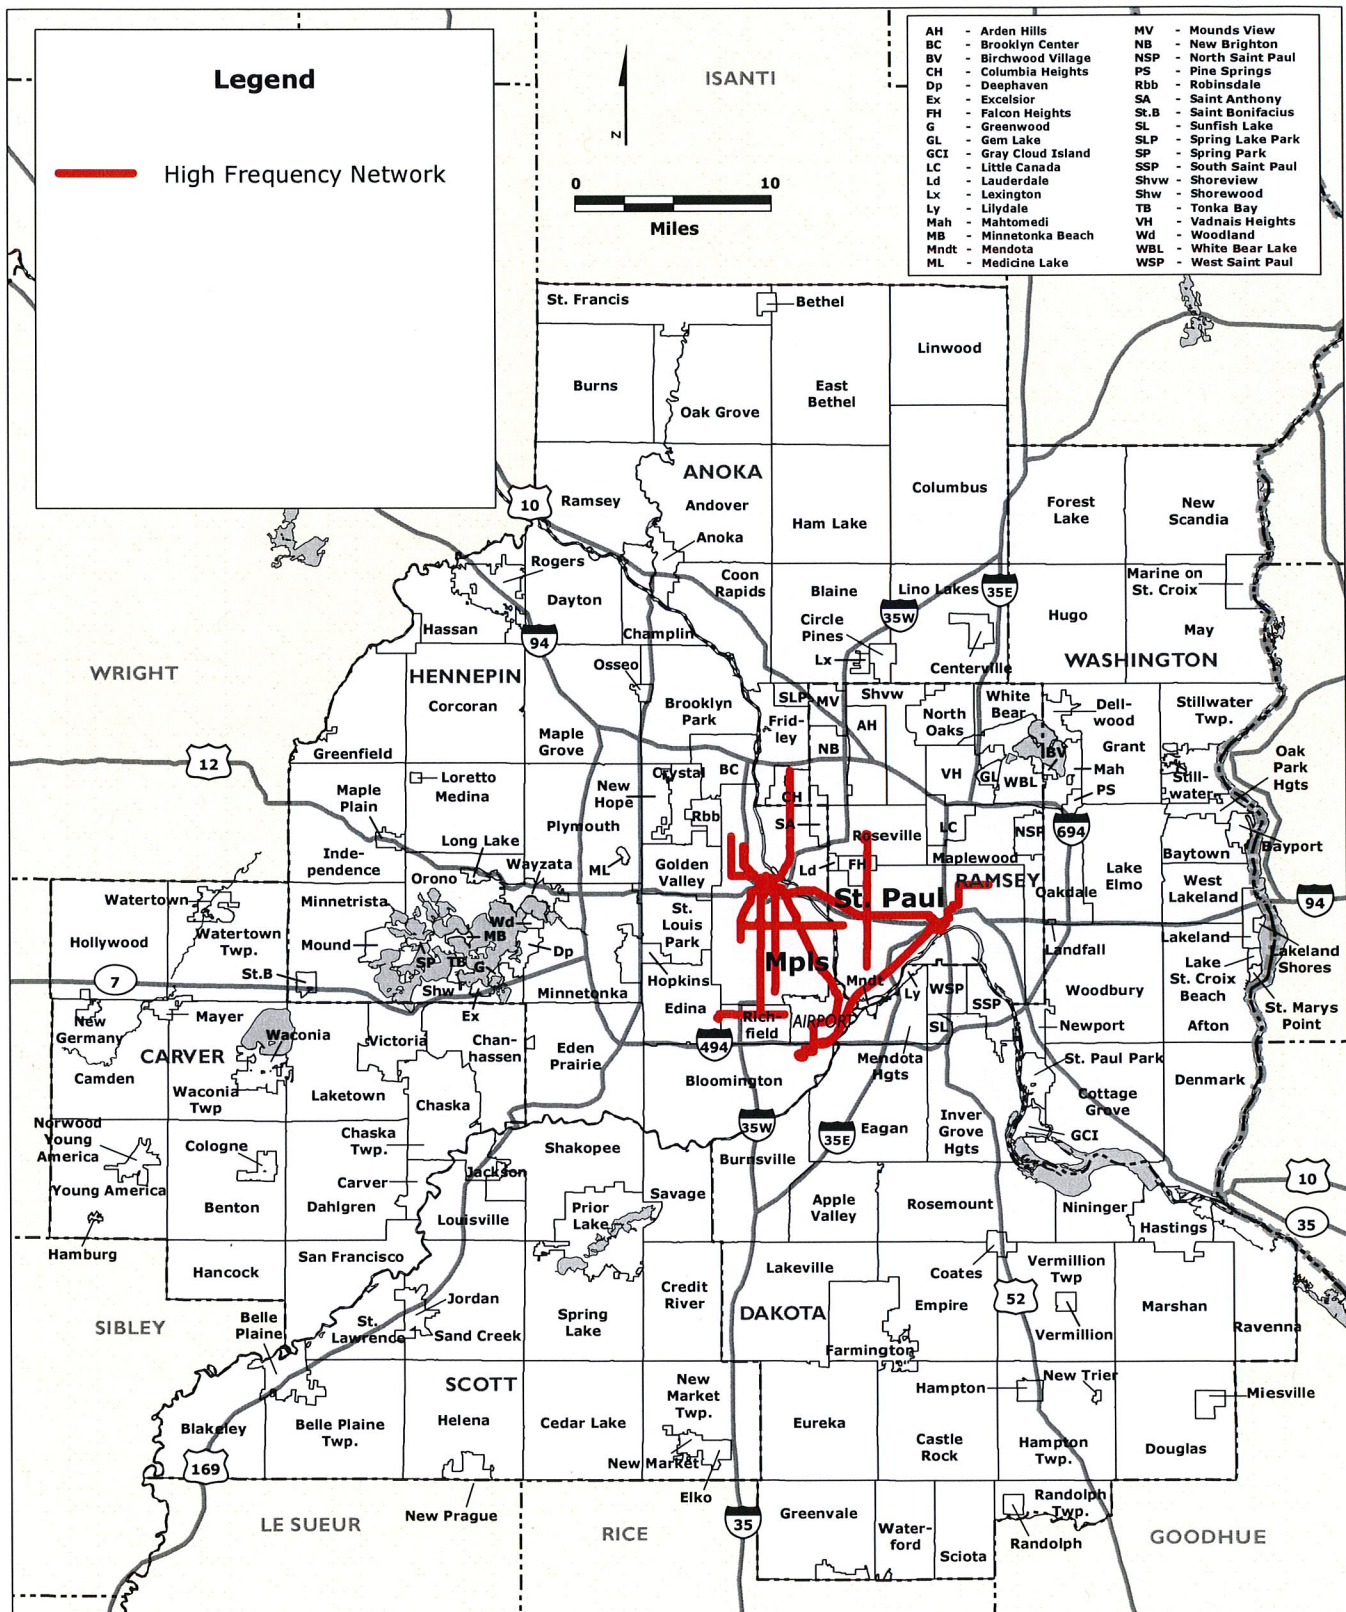 Legend
High Frequency Network
N
0 10
Miles
AH - Arden Hills
BC - Brooklyn Center
BV - Birchwood Village
CH - Columbia Heights
Dp - Deephaven
Ex - Excelsior
FH - Falcon Heights
G - Greenwood
GL - Gem Lake
GCI - Gray Cloud Island
LC - Little Canada
Ld - Lauderdale
Lx - Lexington
Ly - Lilydale
Mah - Mahtomedi
MB - Minnetonka Beach
Mndt - Mendota
ML - Medicine Lake
MV - Mounds View
NB - New Brighton
NSP - North Saint Paul
PS - Pine Springs
Rbb - Robinsdale
SA - Saint Anthony
St.B - Saint Bonifacius
SL - Sunfish Lake
SLP - Spring Lake Park
SP - Spring Park
SSP - South Saint Paul
Shvw - Shoreview
Shw - Shorewood
TB - Tonka Bay
VH - Vadnais Heights
Wd - Woodland
WBL - White Bear Lake
WSP - West Saint Paul
ISANTI
St. Francis
Bethel
Linwood
Burns
Oak Grove
East
Bethel
ANOKA
10
Ramsey
Andover
Columbus
Ham Lake
Forest
Lake
New
Scandia
Anoka
Rogers
Dayton
Coon
Rapids
Blaine
Lino Lakes
35E
35W
Marine on
St. Croix
Hassan
94
Champlin
Circle
Pines
Lx
Centerville
Hugo
May
WASHINGTON
WRIGHT
HENNEPIN
Corcoran
Osseo
Brooklyn
Park
SLP
MV
Shvw
White
Bear
Dell-
wood
Stillwater
Twp.
Greenfield
Maple
Grove
Frid-
ley
AH
North
Oaks
NB
BV
Grant
12
Loretto
Medina
Maple
Plain
New
Hope
Crystal
BC
CH
VH
GL
WBL
Mah
PS
Still-
water
Oak
Park
Hgts
Plymouth
Rbb
SA
Roseville
LC
NSP
694
Bayport
Long Lake
Inde-
pendence
Wayzata
ML
Golden
Valley
Ld
FH
Maplewood
RAMSEY
Oakdale
Lake
Elmo
Baytown
West
Lakeland
94
Orono
Watertown
Minnetrista
Watertown
Twp.
Hollywood
Mound
Wd
MB
SP
TB
G
Dp
St.
Louis
Park
St. Paul
Landfall
Lakeland
Lakeland
Shores
Lake
St. Croix
Beach
St. Marys
Point
7
St.B
Shw
Ex
Minnetonka
Hopkins
Mpls
Mndt
Ly
WSP
SSP
Woodbury
New
Germany
Mayer
Waconia
Victoria
Chan-
hassen
Edina
Rich-
field
AIRPORT
SL
Newport
Afton
CARVER
Camden
Waconia
Twp
Laketown
Chaska
Eden
Prairie
494
Bloomington
Mendota
Hgts
St. Paul Park
Cottage
Grove
Denmark
Norwood
Young
America
Cologne
Chaska
Twp.
Shakopee
35W
35E
Eagan
Inver
Grove
Hgts
GCI
Young America
Benton
Carver
Dahlgren
Jackson
Louisville
Burnsville
Savage
Prior
Lake
Apple
Valley
Rosemount
Nininger
Hastings
10
35
Hamburg
San Francisco
Hancock
Lakeville
Coates
Vermillion
Twp
Credit
River
Jordan
DAKOTA
Empire
52
Vermillion
Marshan
Ravenna
SIBLEY
Belle
Plaine
St.
Lawrence
Sand Creek
Spring
Lake
Farmington
SCOTT
New
Market
Twp.
Hampton
New Trier
Miesville
Blakeley
Belle Plaine
Twp.
Helena
Cedar Lake
Eureka
Castle
Rock
Hampton
Twp.
Douglas
169
New Market
Elko
LE SUEUR
New Prague
RICE
35
Greenvale
Water-
ford
Sciota
Randolph
Twp.
Randolph
GOODHUE